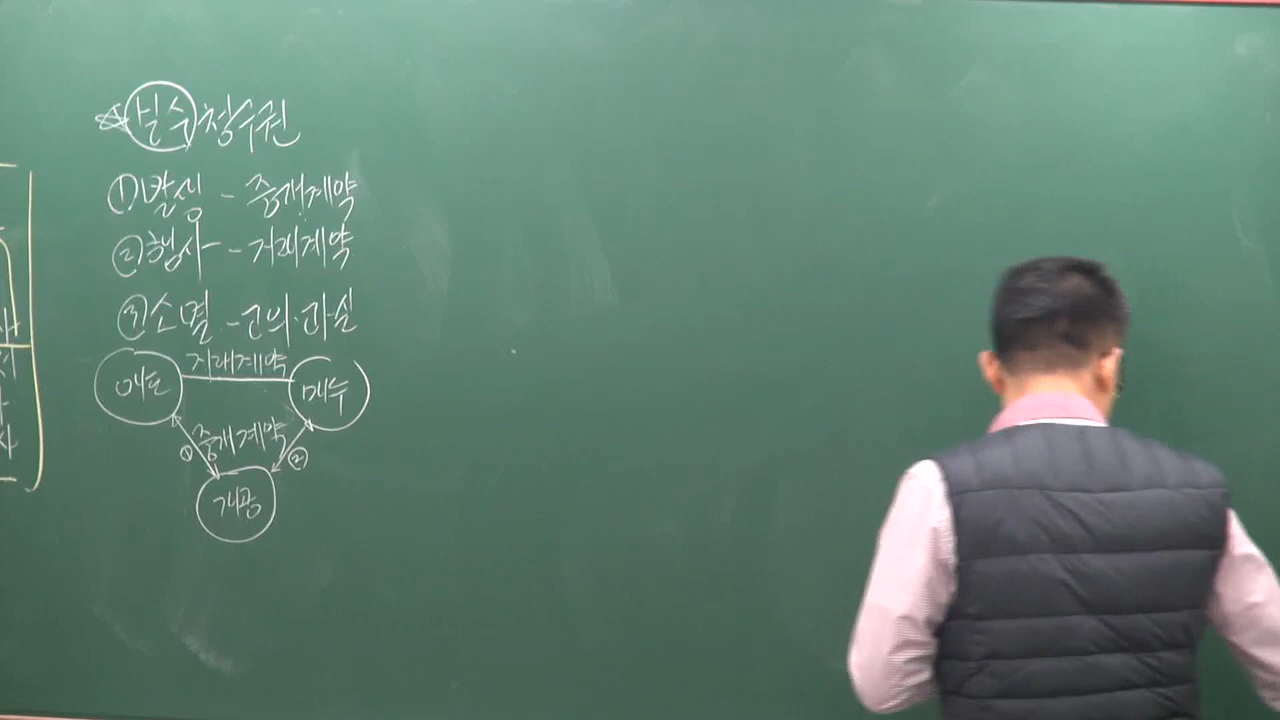 ☆보수청구권
①발생 - 중개계약
②행사 - 거래계약
③소멸 - 고의·과실
거래계약
매도
매수
중개계약
① ②
개공